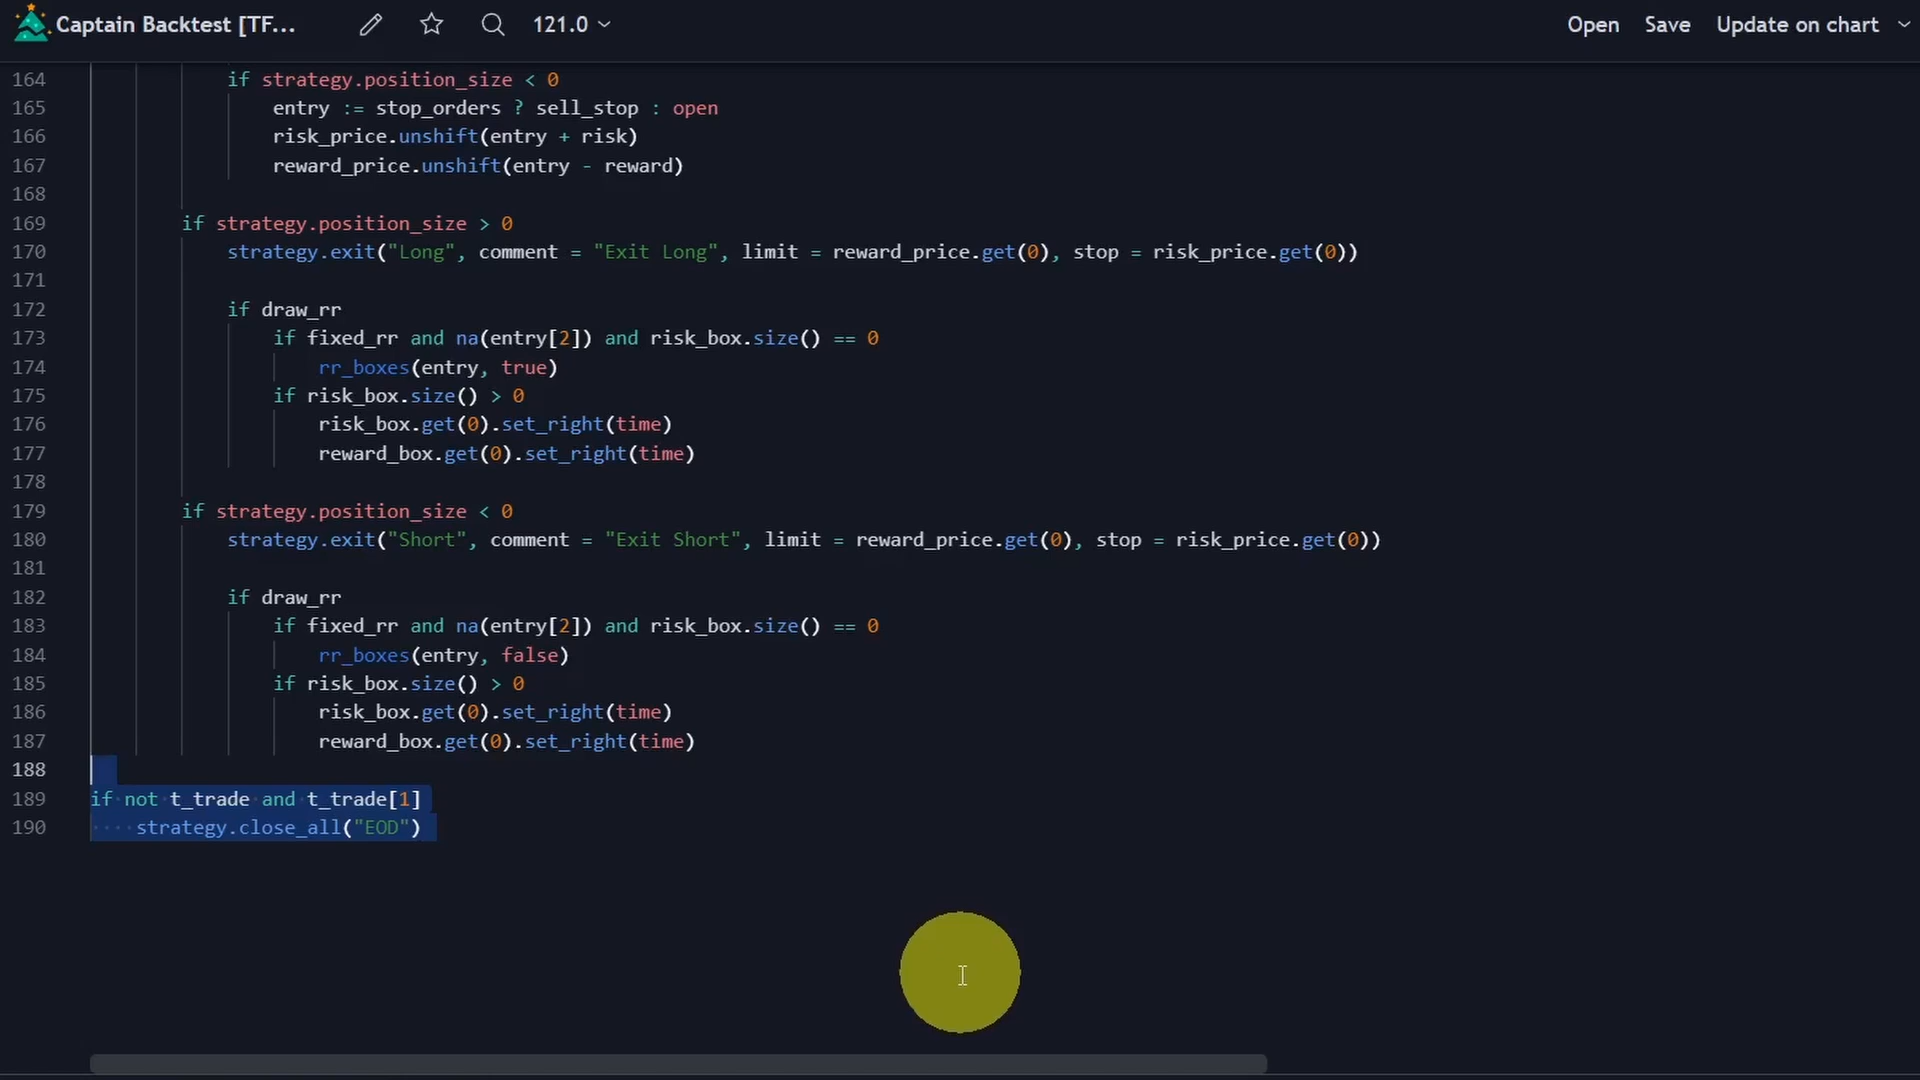 Captain Backtest [TF...
121.0
Open Save Update on chart
164 if strategy.position_size < 0
165 entry := stop_orders ? sell_stop : open
166 risk_price.unshift(entry + risk)
167 reward_price.unshift(entry - reward)
168
169 if strategy.position_size > 0
170 strategy.exit("Long", comment = "Exit Long", limit = reward_price.get(0), stop = risk_price.get(0))
171
172 if draw_rr
173 if fixed_rr and na(entry[2]) and risk_box.size() == 0
174 rr_boxes(entry, true)
175 if risk_box.size() > 0
176 risk_box.get(0).set_right(time)
177 reward_box.get(0).set_right(time)
178
179 if strategy.position_size < 0
180 strategy.exit("Short", comment = "Exit Short", limit = reward_price.get(0), stop = risk_price.get(0))
181
182 if draw_rr
183 if fixed_rr and na(entry[2]) and risk_box.size() == 0
184 rr_boxes(entry, false)
185 if risk_box.size() > 0
186 risk_box.get(0).set_right(time)
187 reward_box.get(0).set_right(time)
188
189 if not t_trade and t_trade[1]
190 strategy.close_all("EOD")